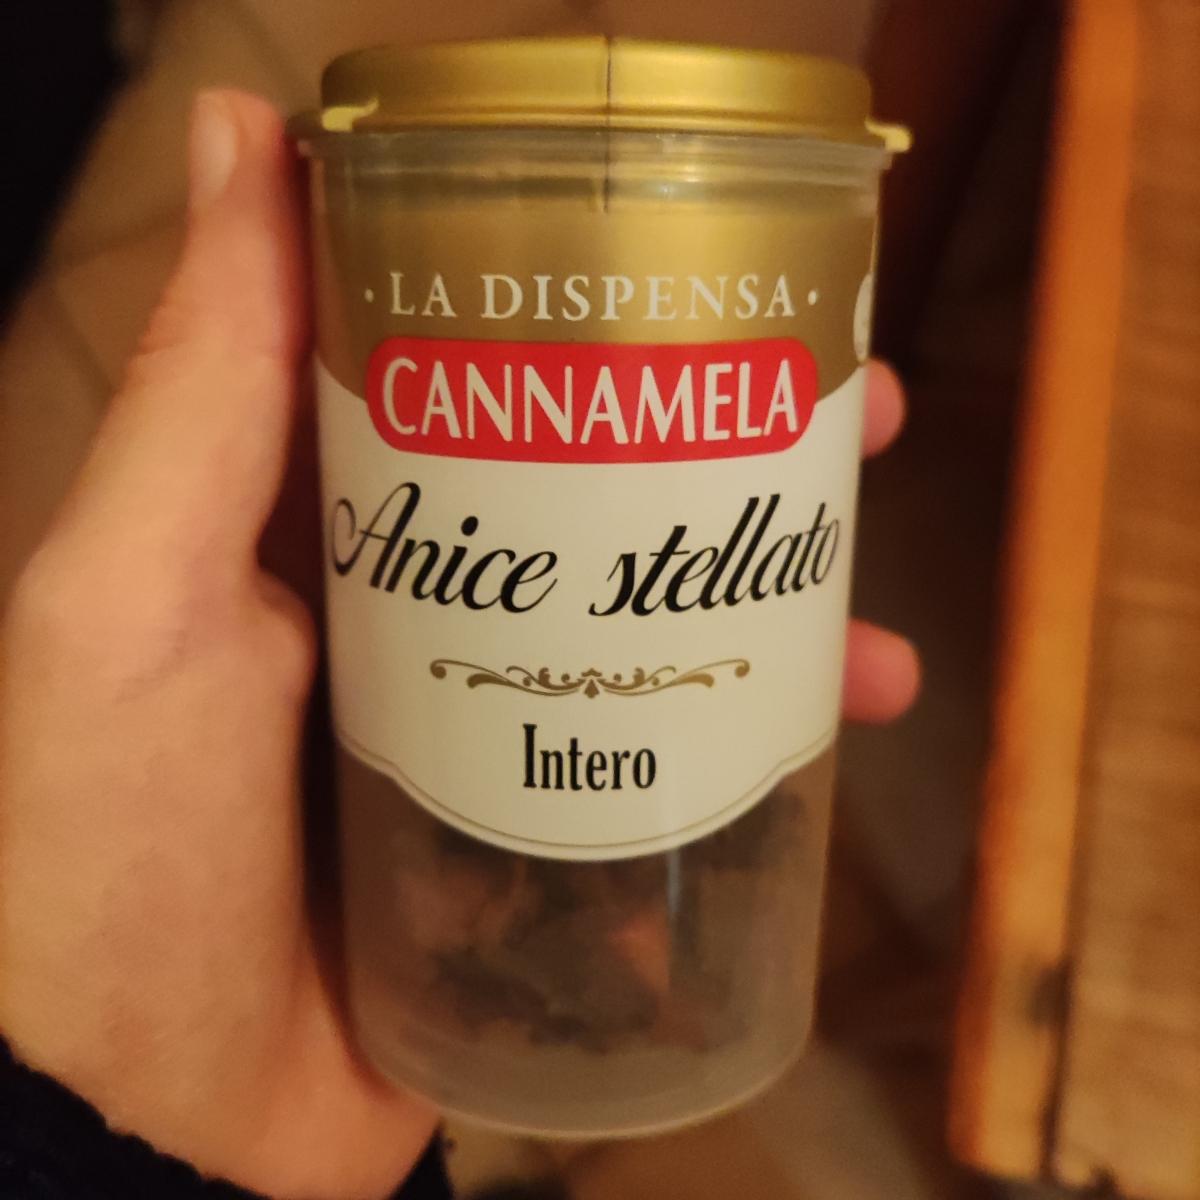 · LA DISPENSA ·
CANNAMELA
Anice stellato
Intero